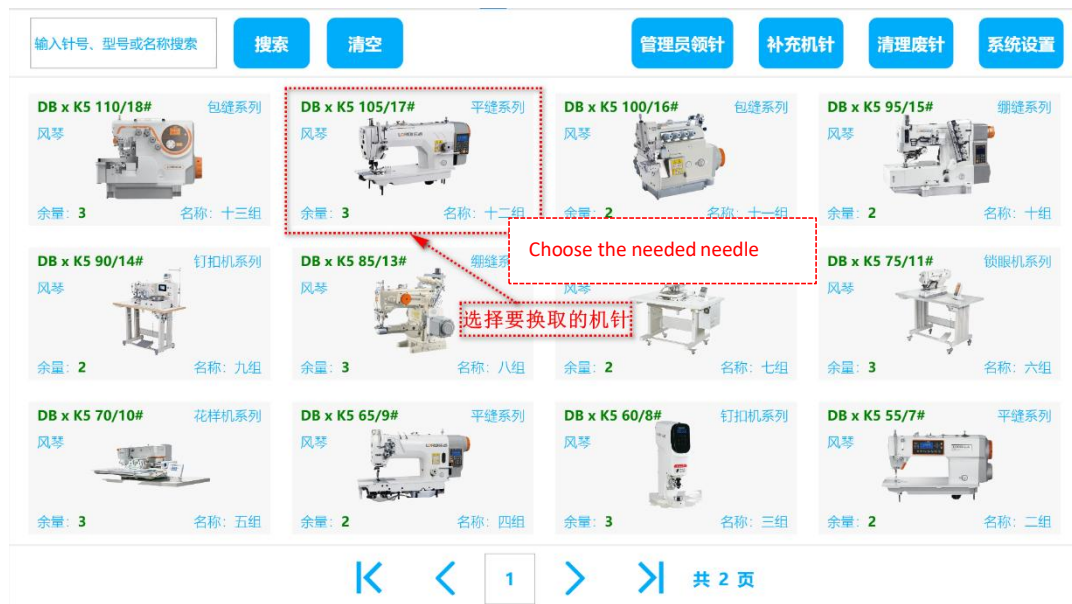 输入针号、型号或名称搜索 搜索 清空 管理员领针 补充机针 清理废针 系统设置
DB x K5 110/18# 包缝系列
风琴
余量: 3 名称: 十三组
DB x K5 105/17# 平缝系列
风琴
余量: 3 名称: 十二组
DB x K5 100/16# 包缝系列
风琴
余量: 2 名称: 十一组
DB x K5 95/15# 绷缝系列
风琴
余量: 2 名称: 十组
Choose the needed needle
DB x K5 90/14# 钉扣机系列
风琴
余量: 2 名称: 九组
DB x K5 85/13# 绷缝系
余量: 3 名称: 八组
选择要换取的机针
风琴
余量: 2 名称: 七组
DB x K5 75/11# 锁眼机系列
风琴
余量: 3 名称: 六组
DB x K5 70/10# 花样机系列
风琴
余量: 3 名称: 五组
DB x K5 65/9# 平缝系列
风琴
余量: 2 名称: 四组
DB x K5 60/8# 钉扣机系列
风琴
余量: 3 名称: 三组
DB x K5 55/7# 平缝系列
风琴
余量: 2 名称: 二组
1 共 2 页